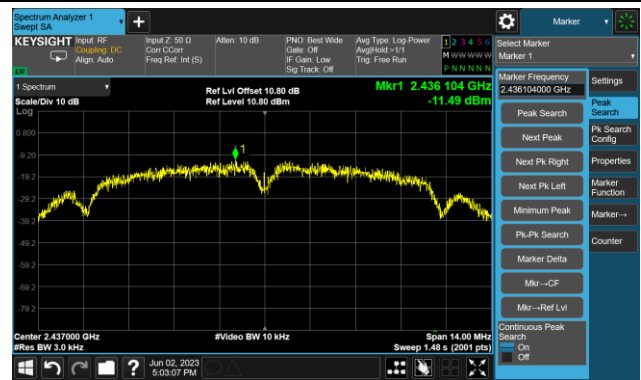 Spectrum Analyzer 1
Swept SA
+
Marker
KEYSIGHT
Input: RF
Coupling: DC
Align: Auto
Input Z: 50 Ω
Corr CCorr
Freq Ref: Int (S)
Atten: 10 dB
PNO: Best Wide
Gate: Off
IF Gain: Low
Sig Track: Off
Avg Type: Log-Power
Avg|Hold:>1/1
Trig: Free Run
1 2 3 4 5 6
M W W W W W
P N N N N N
LW
Select Marker
Marker 1
1 Spectrum
Scale/Div 10 dB
Log
Ref Lvl Offset 10.80 dB
Ref Level 10.80 dBm
Mkr1 2.436 104 GHz
-11.49 dBm
Marker Frequency
2.436104000 GHz
Settings
Peak Search
Peak
Search
Next Peak
Pk Search
Config
Next Pk Right
Properties
Next Pk Left
Marker
Function
Minimum Peak
Marker→
Pk-Pk Search
Counter
Marker Delta
Mkr→CF
Mkr→Ref Lvl
Continuous Peak
Search
On
Off
0.800
-9.20
-19.2
-29.2
-39.2
-49.2
-59.2
-69.2
-79.2
1
Center 2.437000 GHz
#Res BW 3.0 kHz
#Video BW 10 kHz
Span 14.00 MHz
Sweep 1.48 s (2001 pts)
?
Jun 02, 2023
5:03:07 PM